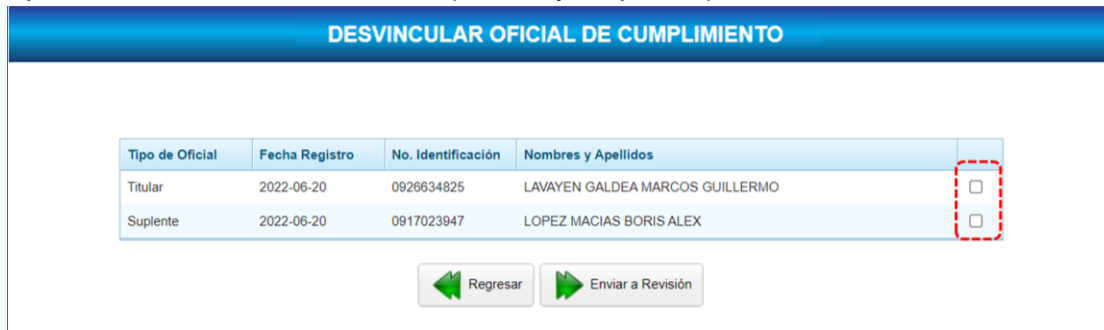 DESVINCULAR OFICIAL DE CUMPLIMIENTO
Tipo de Oficial Fecha Registro No. Identificación Nombres y Apellidos
Titular 2022-06-20 0926634825 LAVAYEN GALDEA MARCOS GUILLERMO
Suplente 2022-06-20 0917023947 LOPEZ MACIAS BORIS ALEX
Regresar Enviar a Revisión